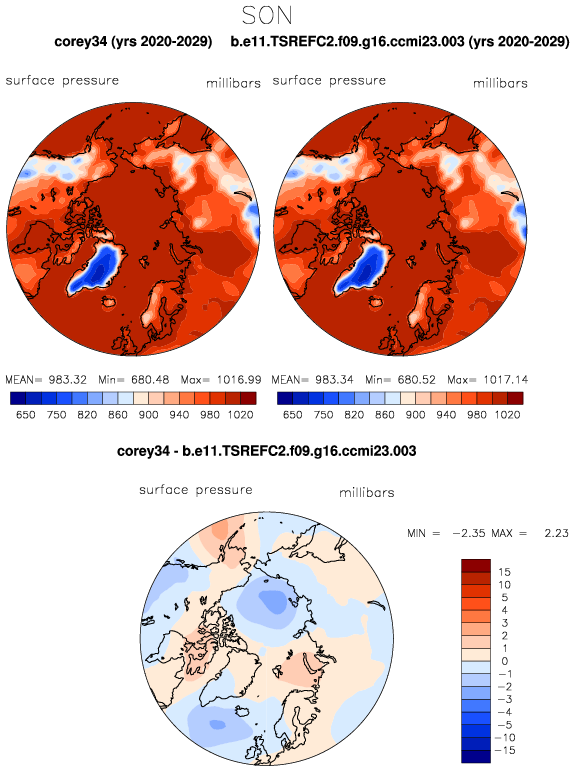 SON
corey34 (yrs 2020-2029) b.e11.TSREFC2.f09.g16.ccmi23.003 (yrs 2020-2029)
surface pressure millibars surface pressure millibars
MEAN= 983.32 Min= 680.48 Max= 1016.99 MEAN= 983.34 Min= 680.52 Max= 1017.14
650 750 820 860 900 940 980 1020 650 750 820 860 900 940 980 1020
corey34 - b.e11.TSREFC2.f09.g16.ccmi23.003
surface pressure millibars
MIN = -2.35 MAX = 2.23
15
10
5
4
3
2
1
0
-1
-2
-3
-4
-5
-10
-15